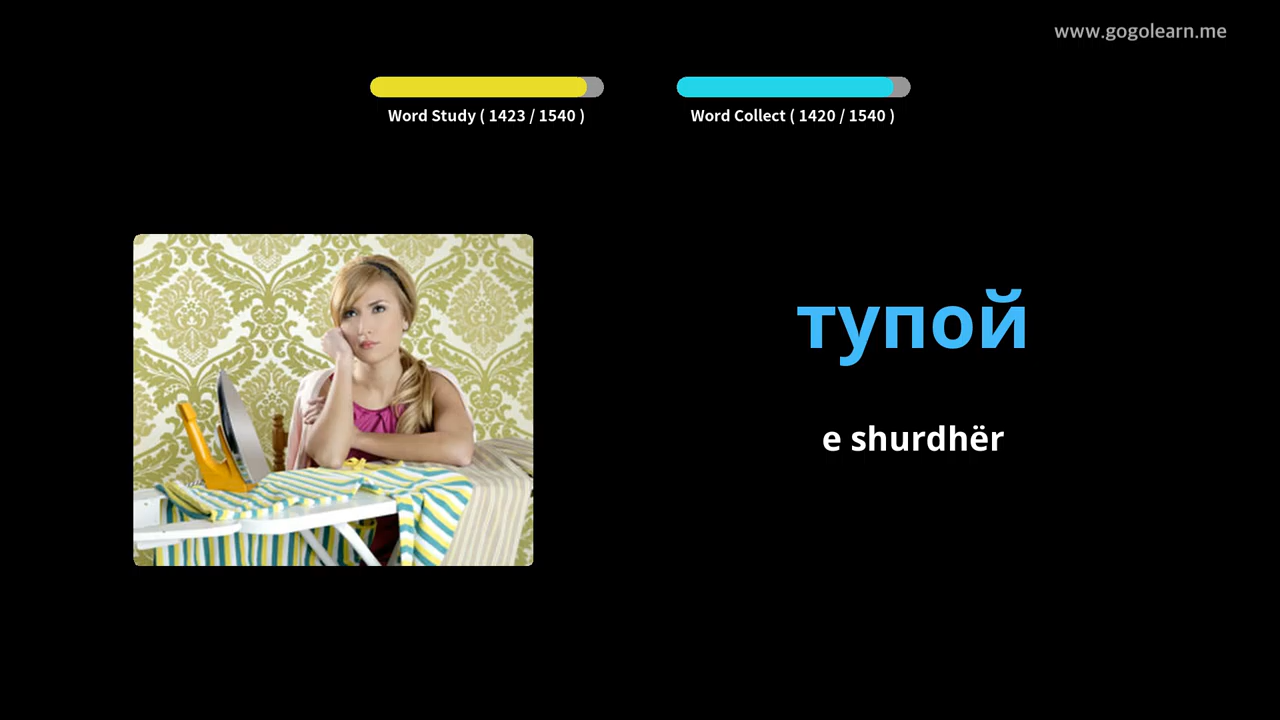 www.gogolearn.me
Word Study ( 1423 / 1540 )
Word Collect ( 1420 / 1540 )
тупой
e shurdhër